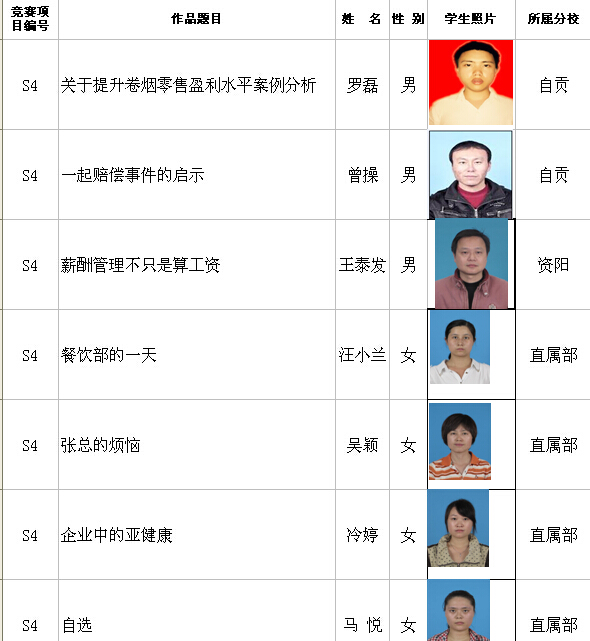 竞赛项目编号 作品题目 姓 名 性 别 学生照片 所属分校
S4 关于提升卷烟零售盈利水平案例分析 罗磊 男 自贡
S4 一起赔偿事件的启示 曾操 男 自贡
S4 薪酬管理不只是算工资 王泰发 男 资阳
S4 餐饮部的一天 汪小兰 女 直属部
S4 张总的烦恼 吴颖 女 直属部
S4 企业中的亚健康 冷婷 女 直属部
S4 自选 马 悦 女 直属部